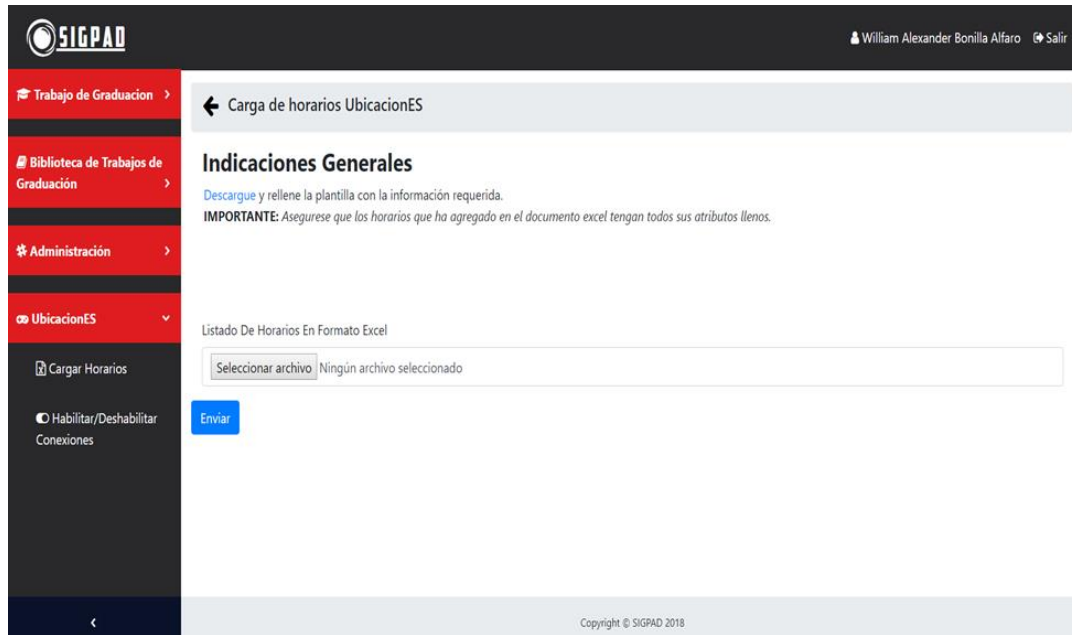 SIGPAD
William Alexander Bonilla Alfaro Salir
Trabajo de Graduacion
Biblioteca de Trabajos de
Graduación
Administración
UbicacionES
Cargar Horarios
Habilitar/Deshabilitar
Conexiones
Carga de horarios UbicacionES
Indicaciones Generales
Descargue y rellene la plantilla con la información requerida.
IMPORTANTE: Asegurese que los horarios que ha agregado en el documento excel tengan todos sus atributos llenos.
Listado De Horarios En Formato Excel
Seleccionar archivo Ningún archivo seleccionado
Enviar
Copyright © SIGPAD 2018